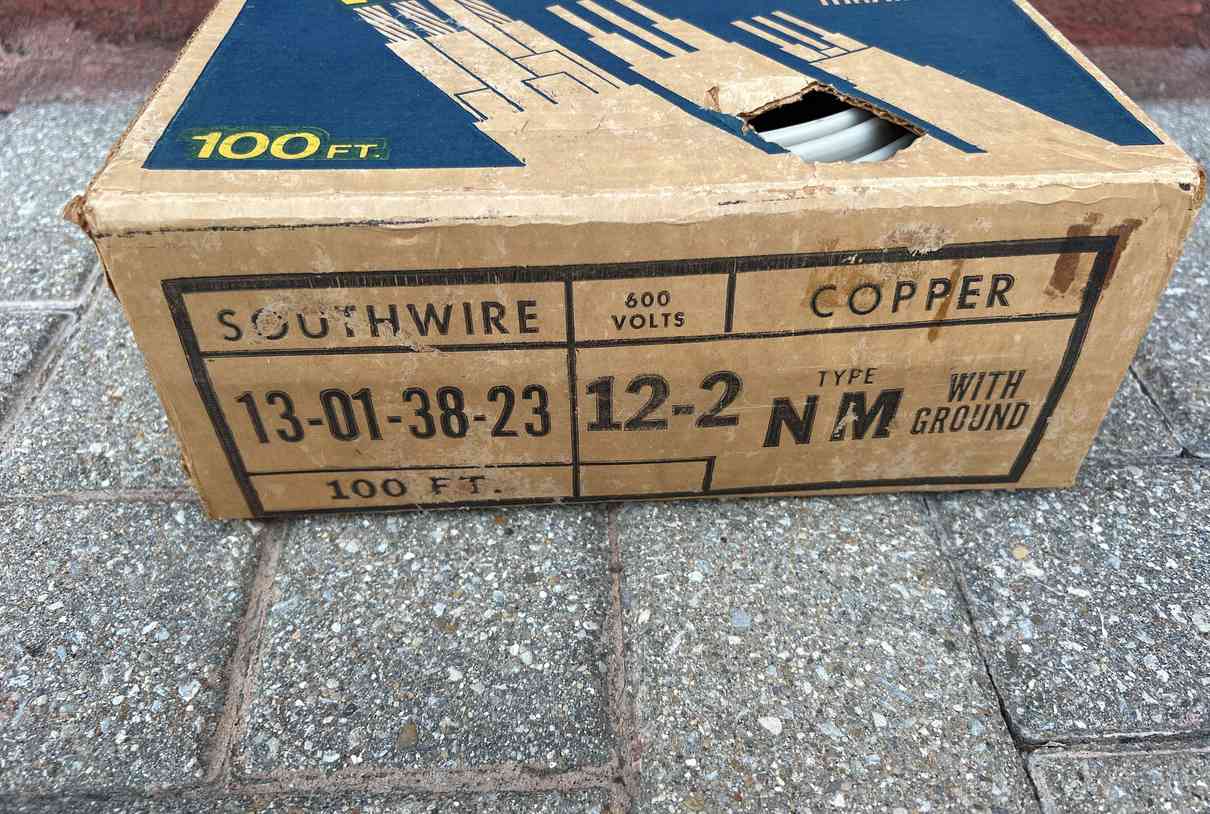 100 FT.
SOUTHWIRE
600
VOLTS
COPPER
13-01-38-23
12-2
TYPE
NM
WITH
GROUND
100 FT.